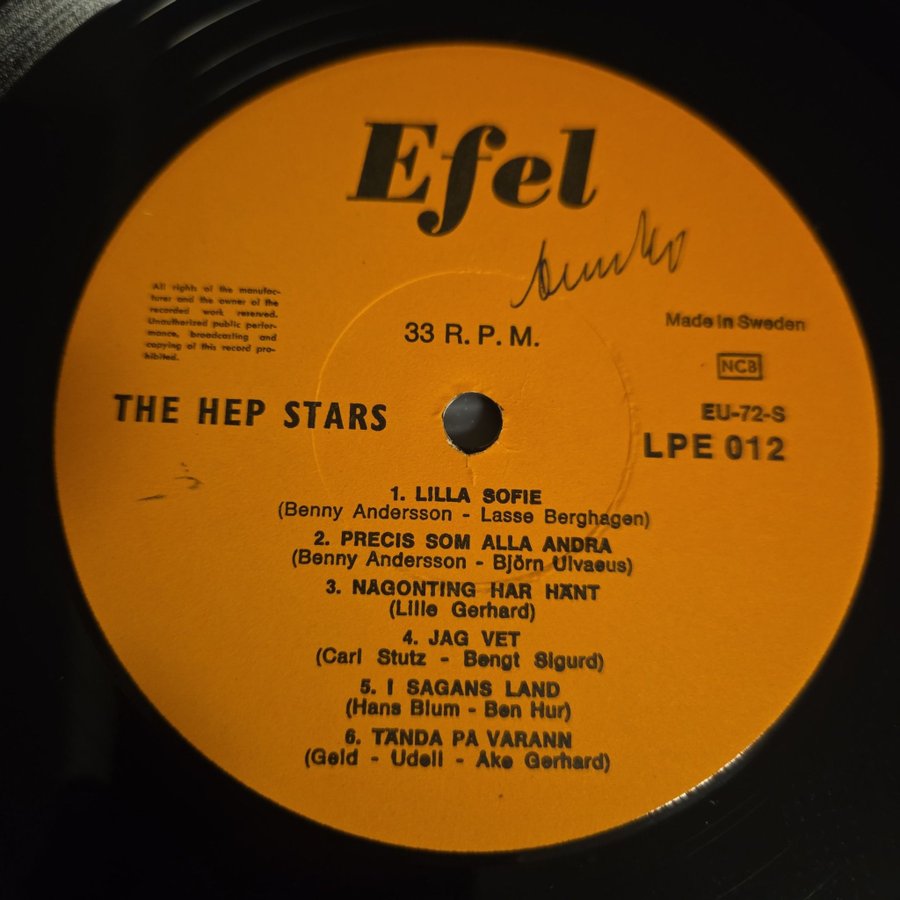 Efel
All rights of the manufac-
turer and the owner of the
recorded work reserved.
Unauthorized public perfor-
mance, broadcasting and
copying of this record pro-
hibited.
33 R.P.M.
Made in Sweden
NCB
THE HEP STARS
EU-72-S
LPE 012
1. LILLA SOFIE
(Benny Andersson - Lasse Berghagen)
2. PRECIS SOM ALLA ANDRA
(Benny Andersson - Björn Ulvaeus)
3. NAGONTING HAR HÄNT
(Lille Gerhard)
4. JAG VET
(Carl Stutz - Bengt Sigurd)
5. I SAGANS LAND
(Hans Blum - Ben Hur)
6. TÄNDA PÅ VARANN
(Geld - Udell - Ake Gerhard)